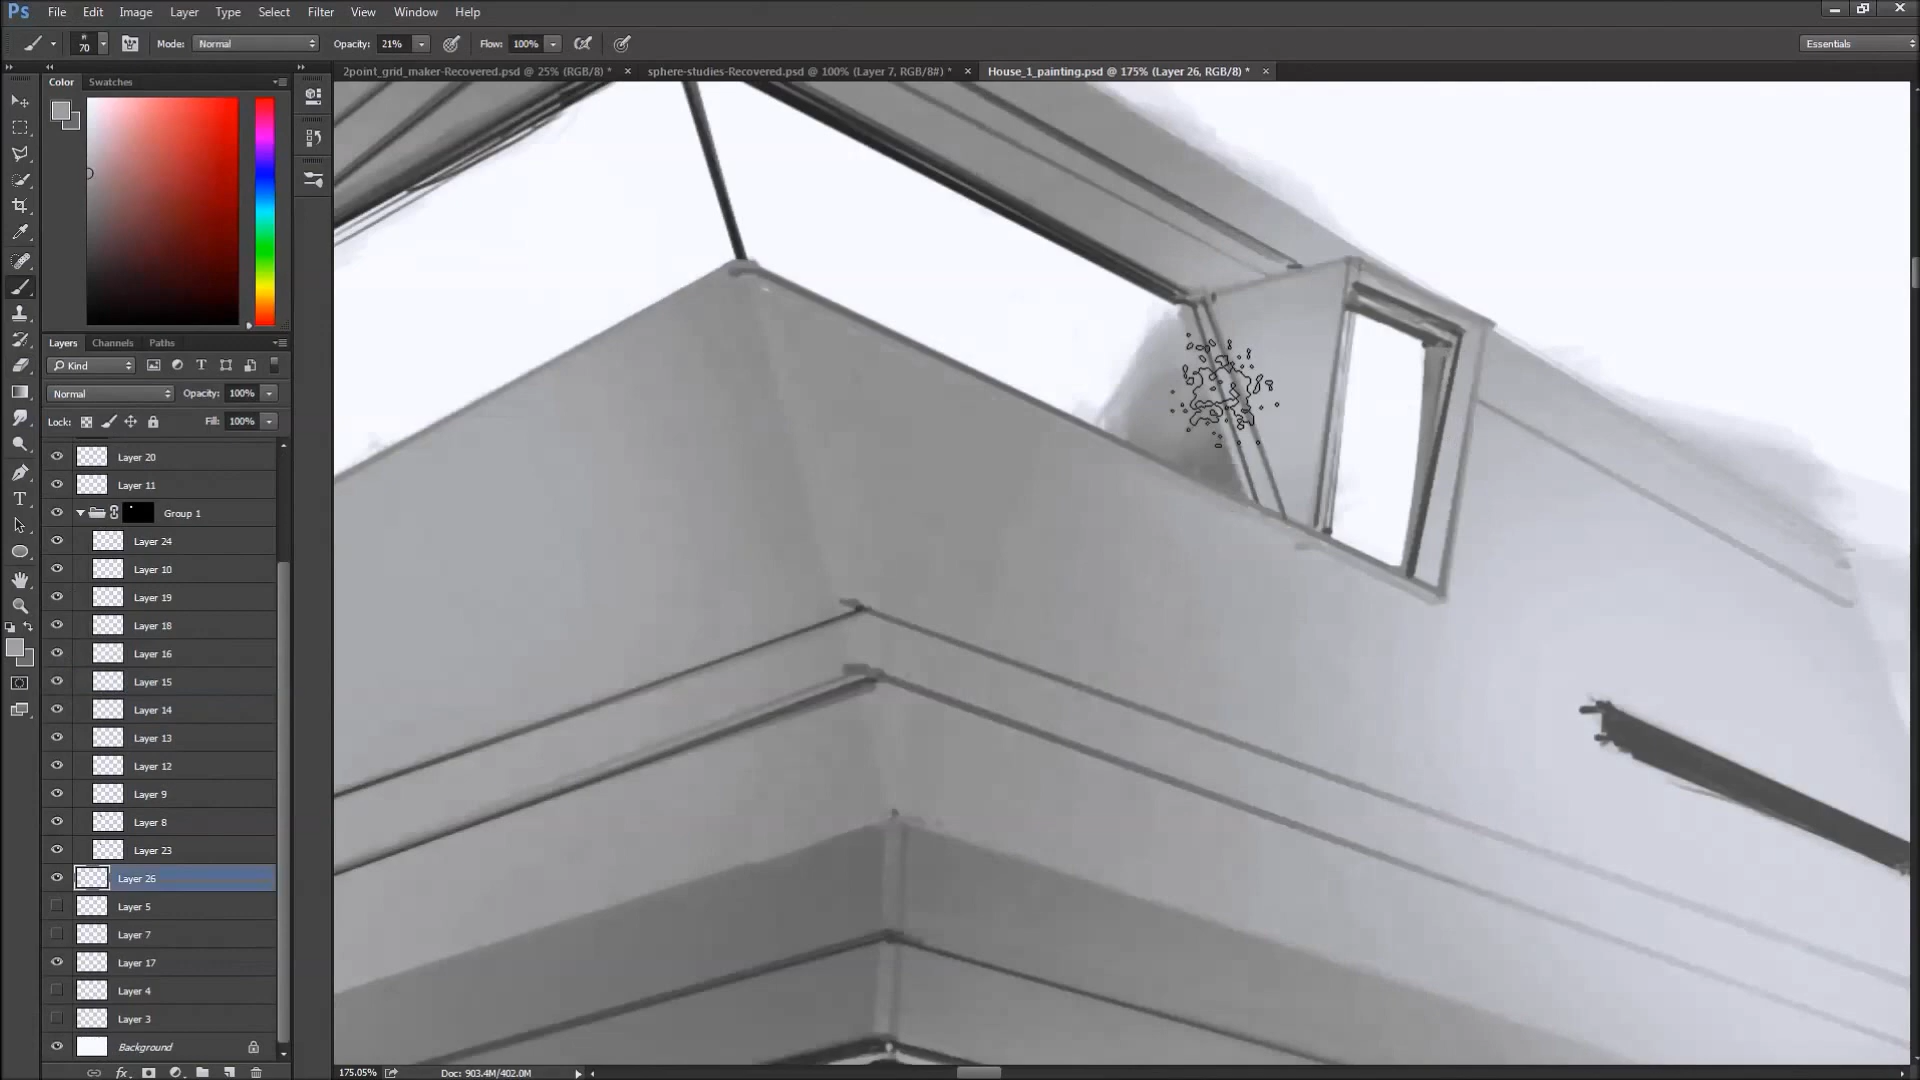 Ps File Edit Image Layer Type Select Filter View Window Help
70 Mode: Normal Opacity: 21% Flow: 100% Essentials
Color Swatches
2point_grid_maker-Recovered.psd @ 25% (RGB/8) * × sphere-studies-Recovered.psd @ 100% (Layer 7, RGB/8#) * × House_1_painting.psd @ 175% (Layer 26, RGB/8) * ×
Layers Channels Paths
Kind T
Normal Opacity: 100%
Lock: Fill: 100%
Layer 20
Layer 11
Group 1
Layer 24
Layer 10
Layer 19
Layer 18
Layer 16
Layer 15
Layer 14
Layer 13
Layer 12
Layer 9
Layer 8
Layer 23
Layer 26
Layer 5
Layer 7
Layer 17
Layer 4
Layer 3
Background
fx
175.05% Doc: 903.4M/402.0M